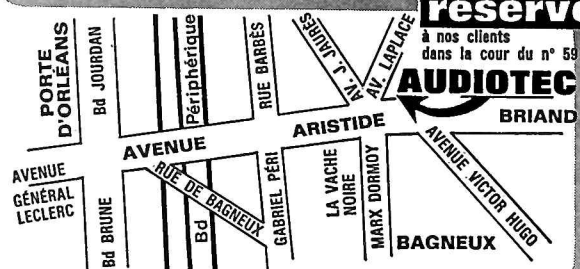 réserve
à nos clients
dans la cour du n° 59
AUDIOTEC
PORTE
D'ORLÉANS
Bd JOURDAN
Périphérique
RUE BARBÈS
AV. J. JAURÈS
AV. LAPLACE
AVENUE
ARISTIDE
BRIAND
AVENUE
GÉNÉRAL
LECLERC
Bd BRUNE
RUE DE BAGNEUX
Bd
GABRIEL PÉRI
LA VACHE
NOIRE
MARX DORMOY
AVENUE VICTOR HUGO
BAGNEUX